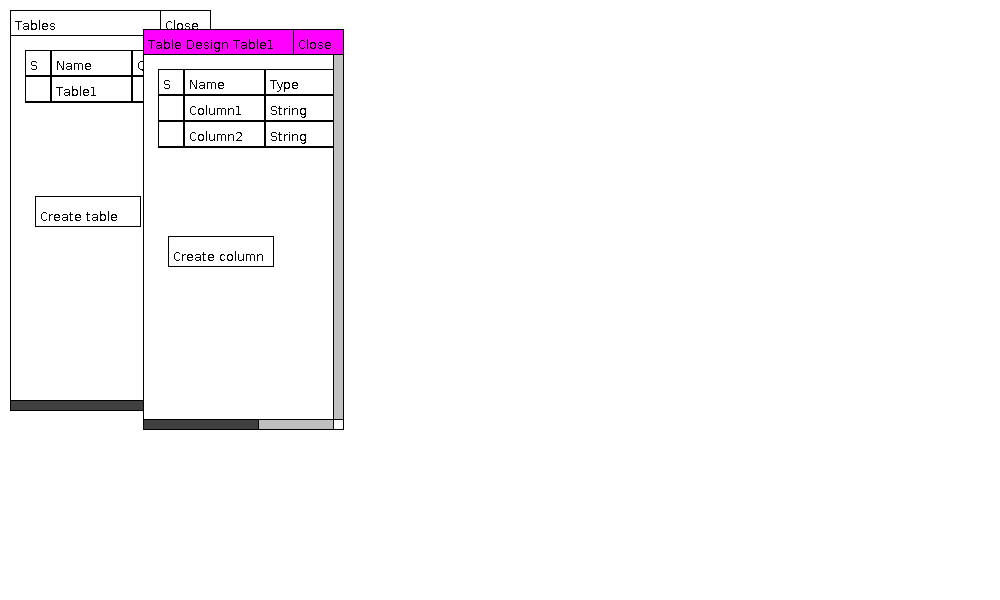 Tables Close
S Name
Table1
Create table
Table Design Table1 Close
S Name Type
Column1 String
Column2 String
Create column